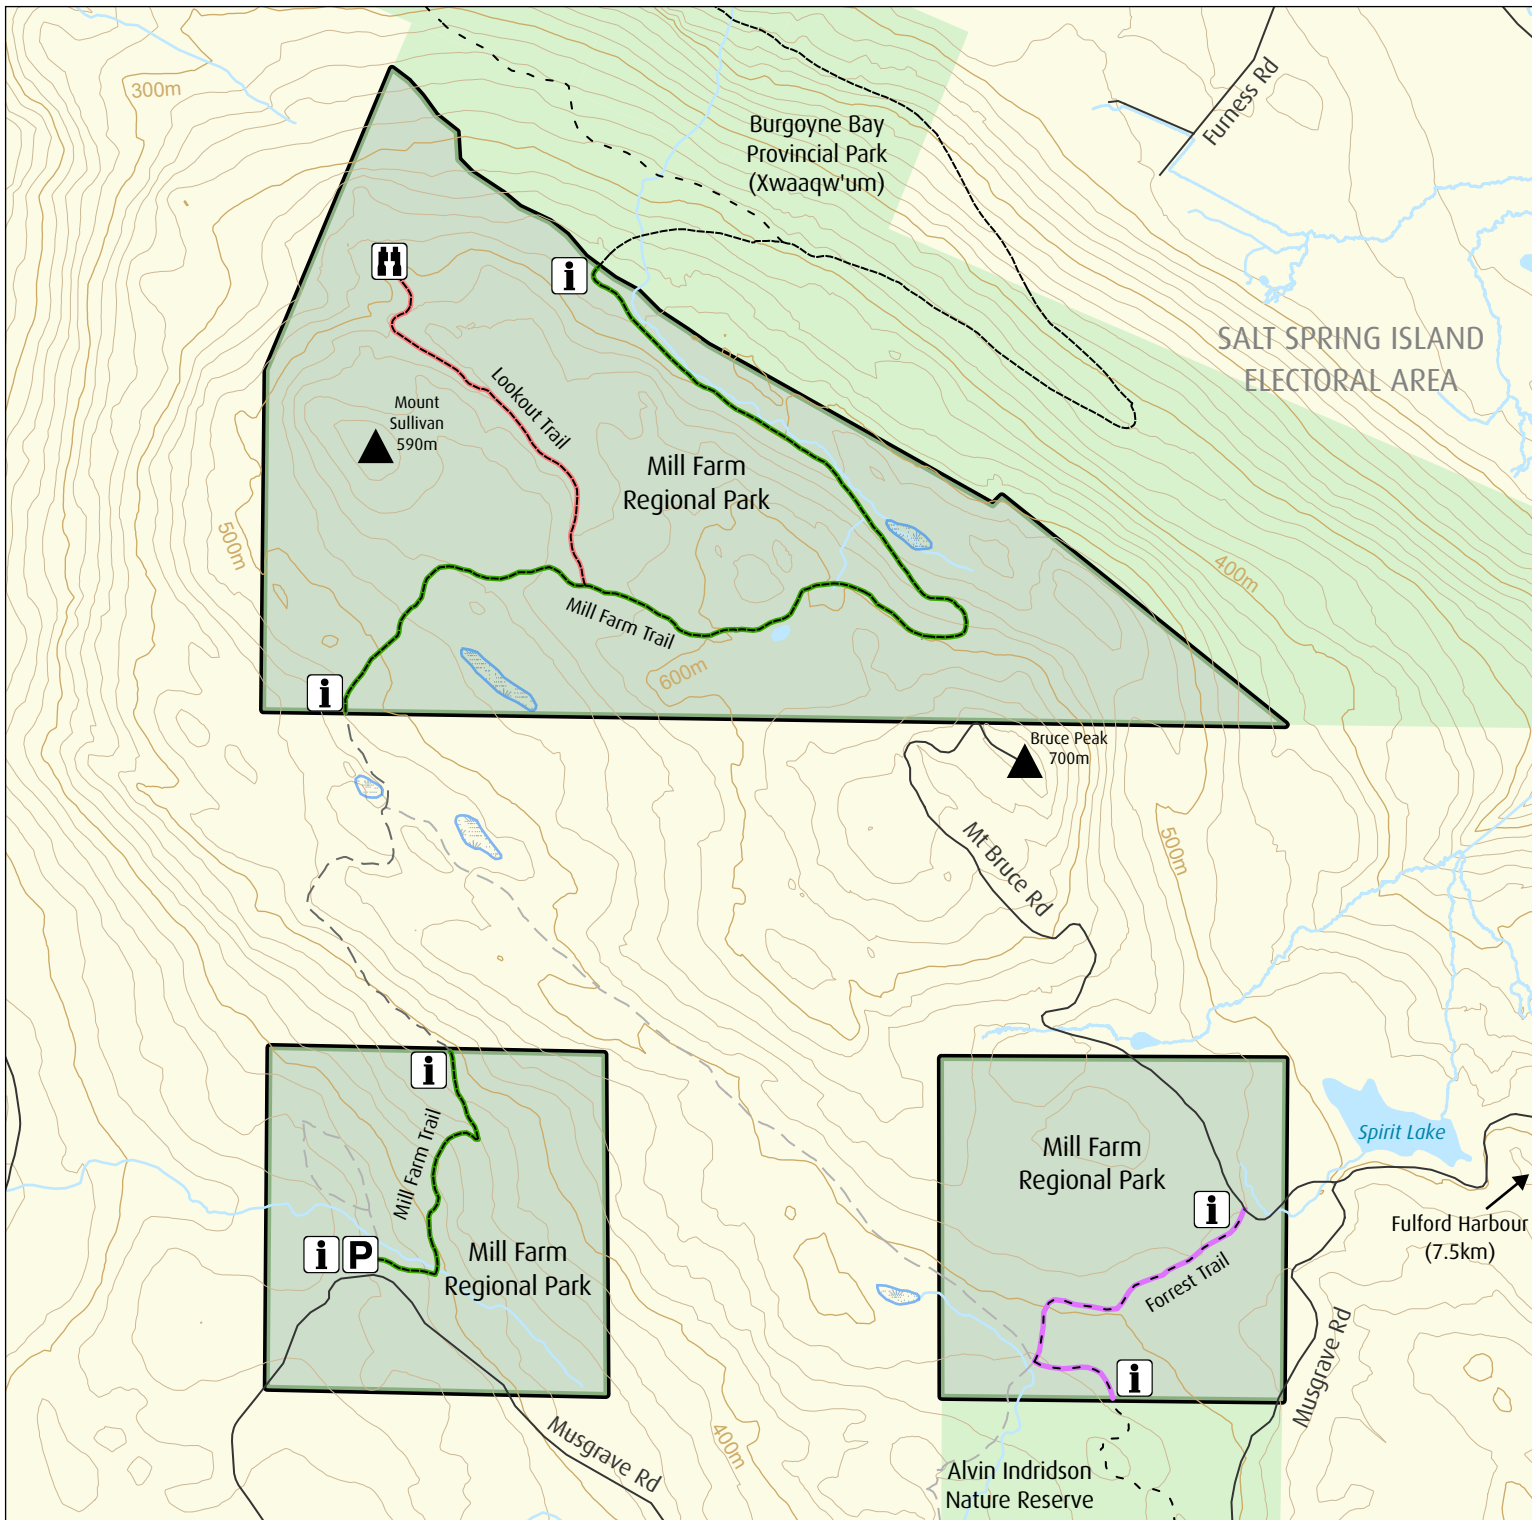 300m
Burgoyne Bay
Provincial Park
(Xwaaqw'um)
Furness Rd
i
SALT SPRING ISLAND
ELECTORAL AREA
Lookout Trail
Mount
Sullivan
590m
Mill Farm
Regional Park
500m
400m
Mill Farm Trail
600m
i
Bruce Peak
700m
Mt Bruce Rd
500m
i
Mill Farm Trail
i P
Mill Farm
Regional Park
Musgrave Rd
400m
Mill Farm
Regional Park
i
Forrest Trail
i
Spirit Lake
Fulford Harbour
(7.5km)
Musgrave Rd
Alvin Indridson
Nature Reserve